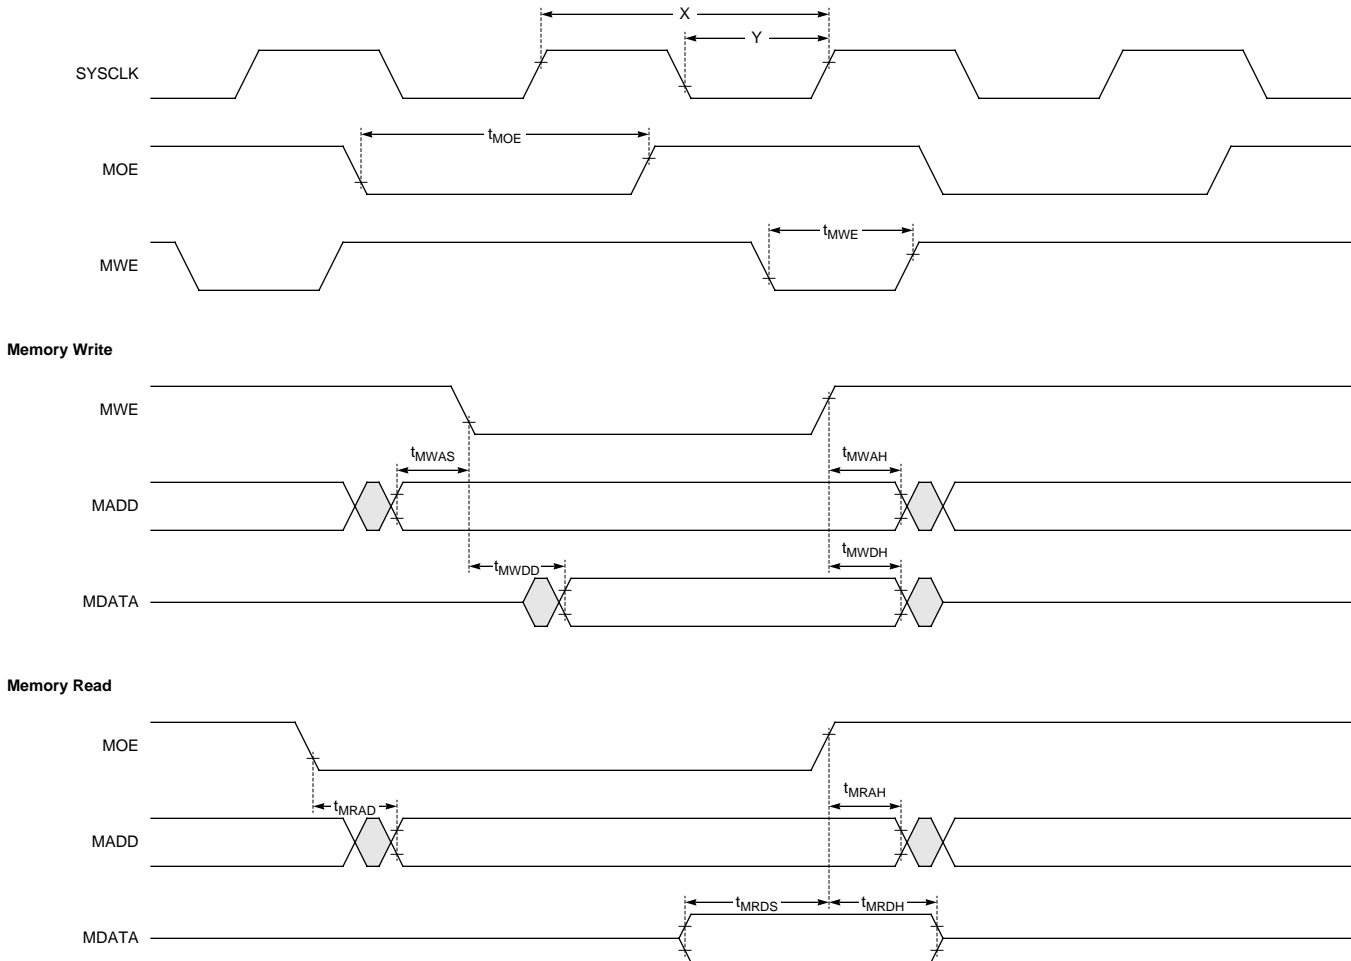 X
Y
SYSCLK
tMOE
MOE
tMWE
MWE
Memory Write
MWE
tMWAS
tMWAH
MADD
tMWDD
tMWDH
MDATA
Memory Read
MOE
tMRAD
tMRAH
MADD
tMRDS
tMRDH
MDATA